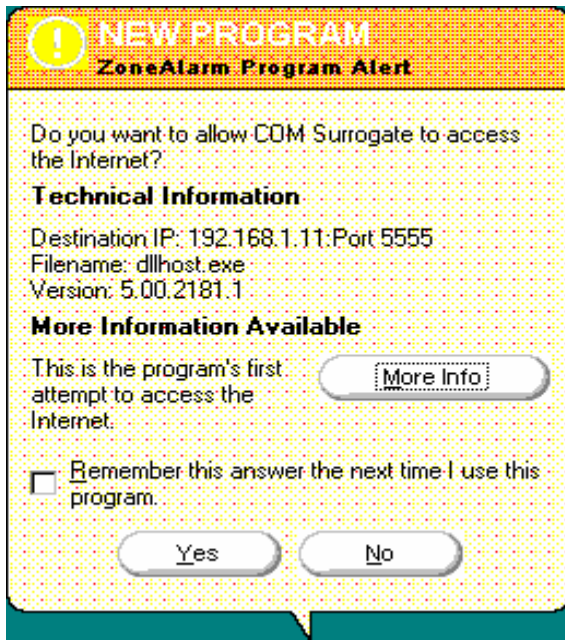 !
NEW PROGRAM
ZoneAlarm Program Alert
Do you want to allow COM Surrogate to access
the Internet?
Technical Information
Destination IP: 192.168.1.11:Port 5555
Filename: dllhost.exe
Version: 5.00.2181.1
More Information Available
This is the program's first
attempt to access the
Internet.
More Info
Remember this answer the next time I use this
program.
Yes
No